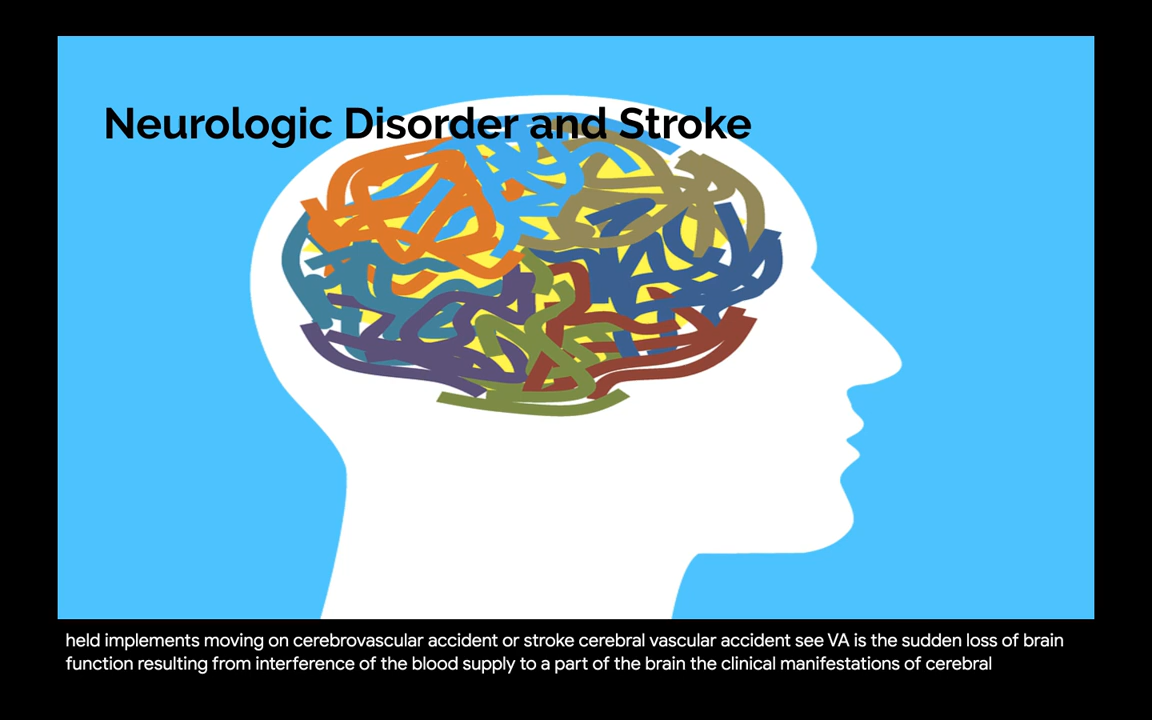 Neurologic Disorder and Stroke
held implements moving on cerebrovascular accident or stroke cerebral vascular accident see VA is the sudden loss of brain
function resulting from interference of the blood supply to a part of the brain the clinical manifestations of cerebral